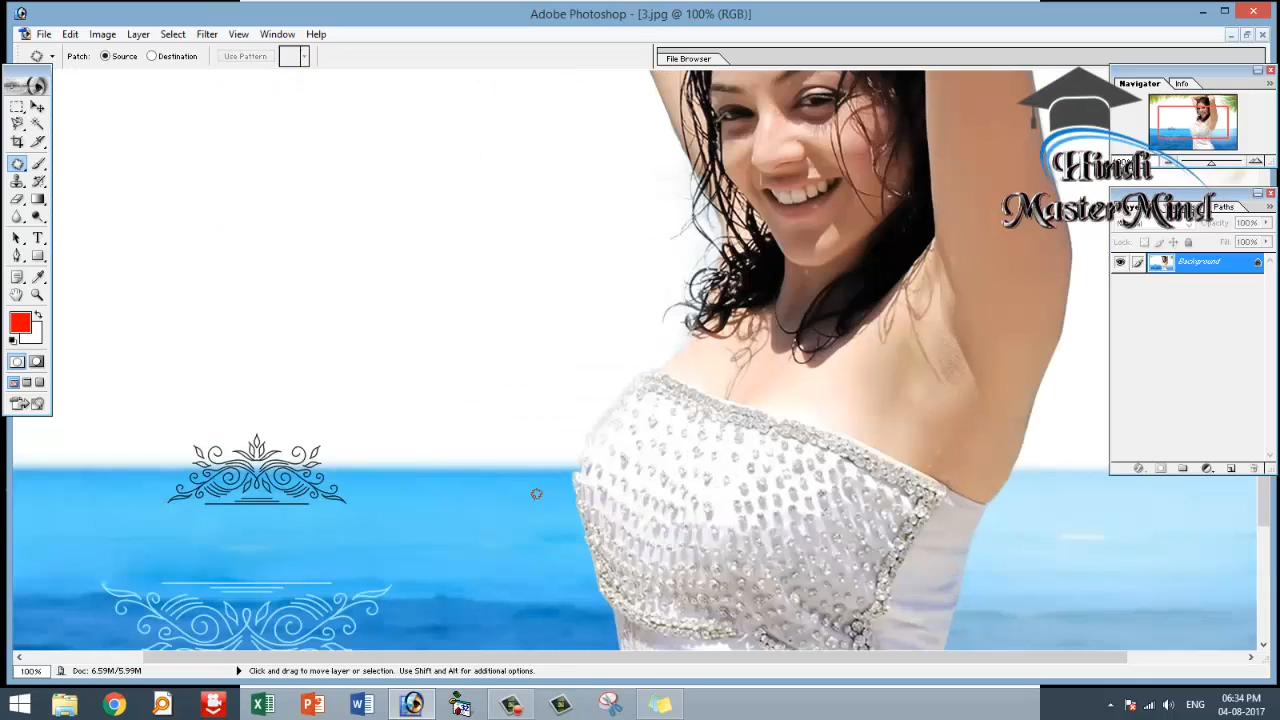 Adobe Photoshop - [3.jpg @ 100% (RGB)]
File Edit Image Layer Select Filter View Window Help
Patch: Source Destination Use Pattern
File Browser
Navigator Info
Hindi
MasterMind
Paths
Opacity: 100%
Lock: Fill: 100%
Background
100% Doc: 6.59M/5.99M Click and drag to move layer or selection. Use Shift and Alt for additional options.
ENG
06:34 PM
04-08-2017